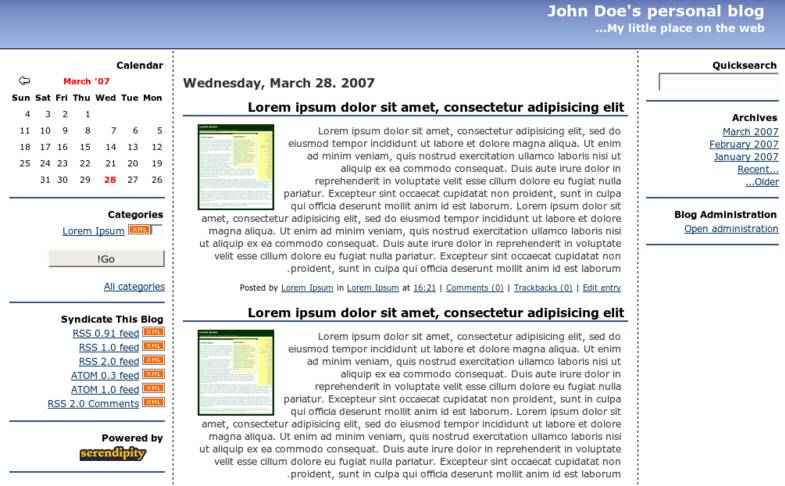 John Doe's personal blog
...My little place on the web
Calendar
March '07
Sun Sat Fri Thu Wed Tue Mon
4 3 2 1
11 10 9 8 7 6 5
18 17 16 15 14 13 12
25 24 23 22 21 20 19
31 30 29 28 27 26
Categories
Lorem Ipsum XML
!Go
All categories
Syndicate This Blog
RSS 0.91 feed XML
RSS 1.0 feed XML
RSS 2.0 feed XML
ATOM 0.3 feed XML
ATOM 1.0 feed XML
RSS 2.0 Comments XML
Powered by
serendipity
Wednesday, March 28. 2007
Lorem ipsum dolor sit amet, consectetur adipisicing elit
Lorem ipsum dolor sit amet, consectetur adipisicing elit, sed do
eiusmod tempor incididunt ut labore et dolore magna aliqua. Ut enim
ad minim veniam, quis nostrud exercitation ullamco laboris nisi ut
aliquip ex ea commodo consequat. Duis aute irure dolor in
reprehenderit in voluptate velit esse cillum dolore eu fugiat nulla
pariatur. Excepteur sint occaecat cupidatat non proident, sunt in culpa
qui officia deserunt mollit anim id est laborum. Lorem ipsum dolor sit
amet, consectetur adipisicing elit, sed do eiusmod tempor incididunt ut labore et dolore
magna aliqua. Ut enim ad minim veniam, quis nostrud exercitation ullamco laboris nisi
ut aliquip ex ea commodo consequat. Duis aute irure dolor in reprehenderit in voluptate
velit esse cillum dolore eu fugiat nulla pariatur. Excepteur sint occaecat cupidatat non
.proident, sunt in culpa qui officia deserunt mollit anim id est laborum
Posted by Lorem Ipsum in Lorem Ipsum at 16:21 | Comments (0) | Trackbacks (0) | Edit entry
Lorem ipsum dolor sit amet, consectetur adipisicing elit
Lorem ipsum dolor sit amet, consectetur adipisicing elit, sed do
eiusmod tempor incididunt ut labore et dolore magna aliqua. Ut enim
ad minim veniam, quis nostrud exercitation ullamco laboris nisi ut
aliquip ex ea commodo consequat. Duis aute irure dolor in
reprehenderit in voluptate velit esse cillum dolore eu fugiat nulla
pariatur. Excepteur sint occaecat cupidatat non proident, sunt in culpa
qui officia deserunt mollit anim id est laborum. Lorem ipsum dolor sit
amet, consectetur adipisicing elit, sed do eiusmod tempor incididunt ut labore et dolore
magna aliqua. Ut enim ad minim veniam, quis nostrud exercitation ullamco laboris nisi
ut aliquip ex ea commodo consequat. Duis aute irure dolor in reprehenderit in voluptate
velit esse cillum dolore eu fugiat nulla pariatur. Excepteur sint occaecat cupidatat non
.proident, sunt in culpa qui officia deserunt mollit anim id est laborum
Quicksearch
Archives
March 2007
February 2007
January 2007
Recent...
...Older
Blog Administration
Open administration